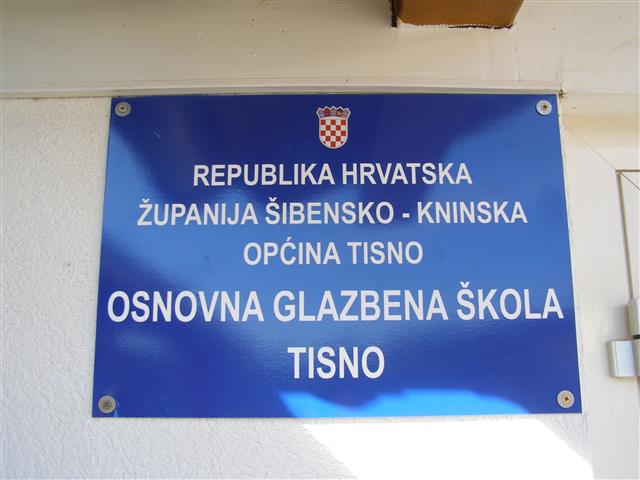 REPUBLIKA HRVATSKA
ŽUPANIJA ŠIBENSKO - KNINSKA
OPĆINA TISNO
OSNOVNA GLAZBENA ŠKOLA
TISNO